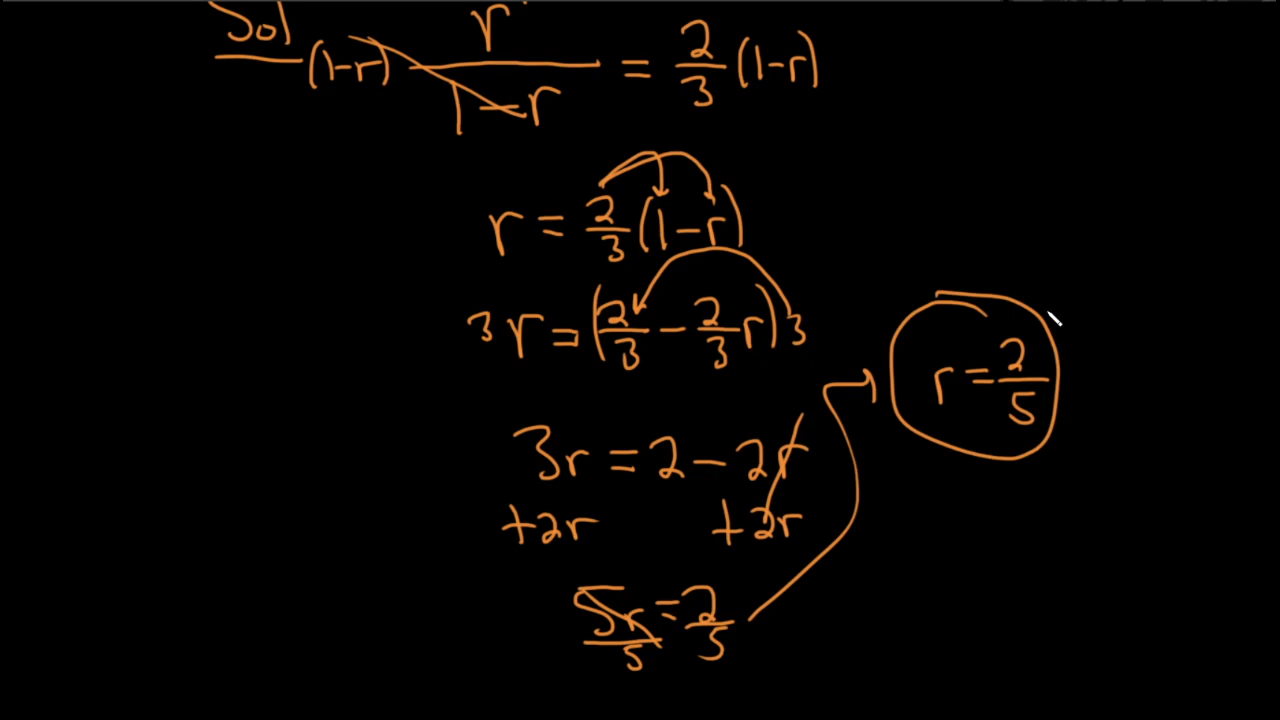 Sol
(1-r) r/(1-r) = 2/3 (1-r)
r = 2/3 (1-r)
3 r = (2/3 - 2/3 r) 3
3r = 2 - 2r
+2r +2r
5r/5 = 2/5
r = 2/5